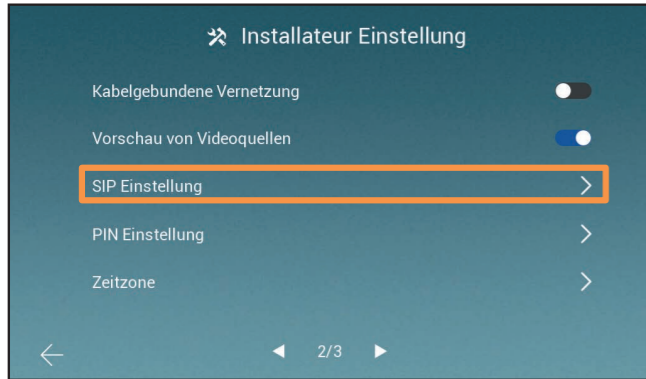 Installateur Einstellung
Kabelgebundene Vernetzung
Vorschau von Videoquellen
SIP Einstellung
PIN Einstellung
Zeitzone
2/3